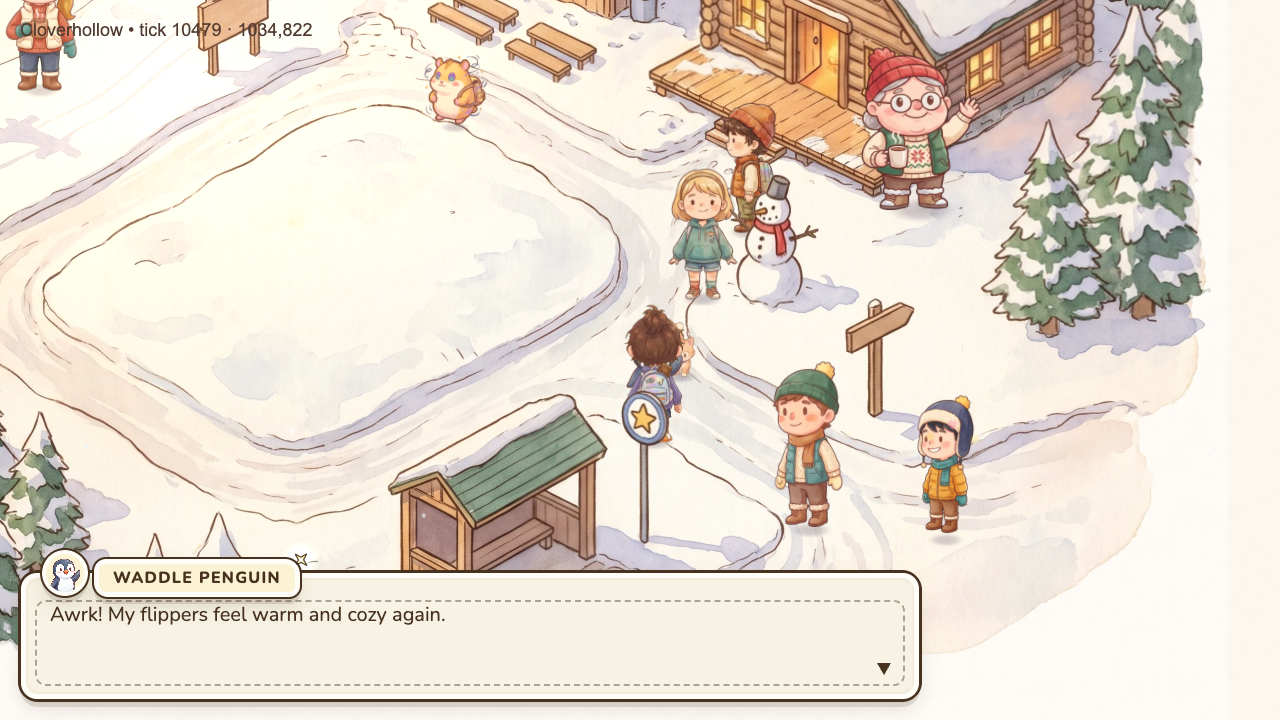 Cloverhollow • tick 10479 · 1034,822
WADDLE PENGUIN
Awrk! My flippers feel warm and cozy again.